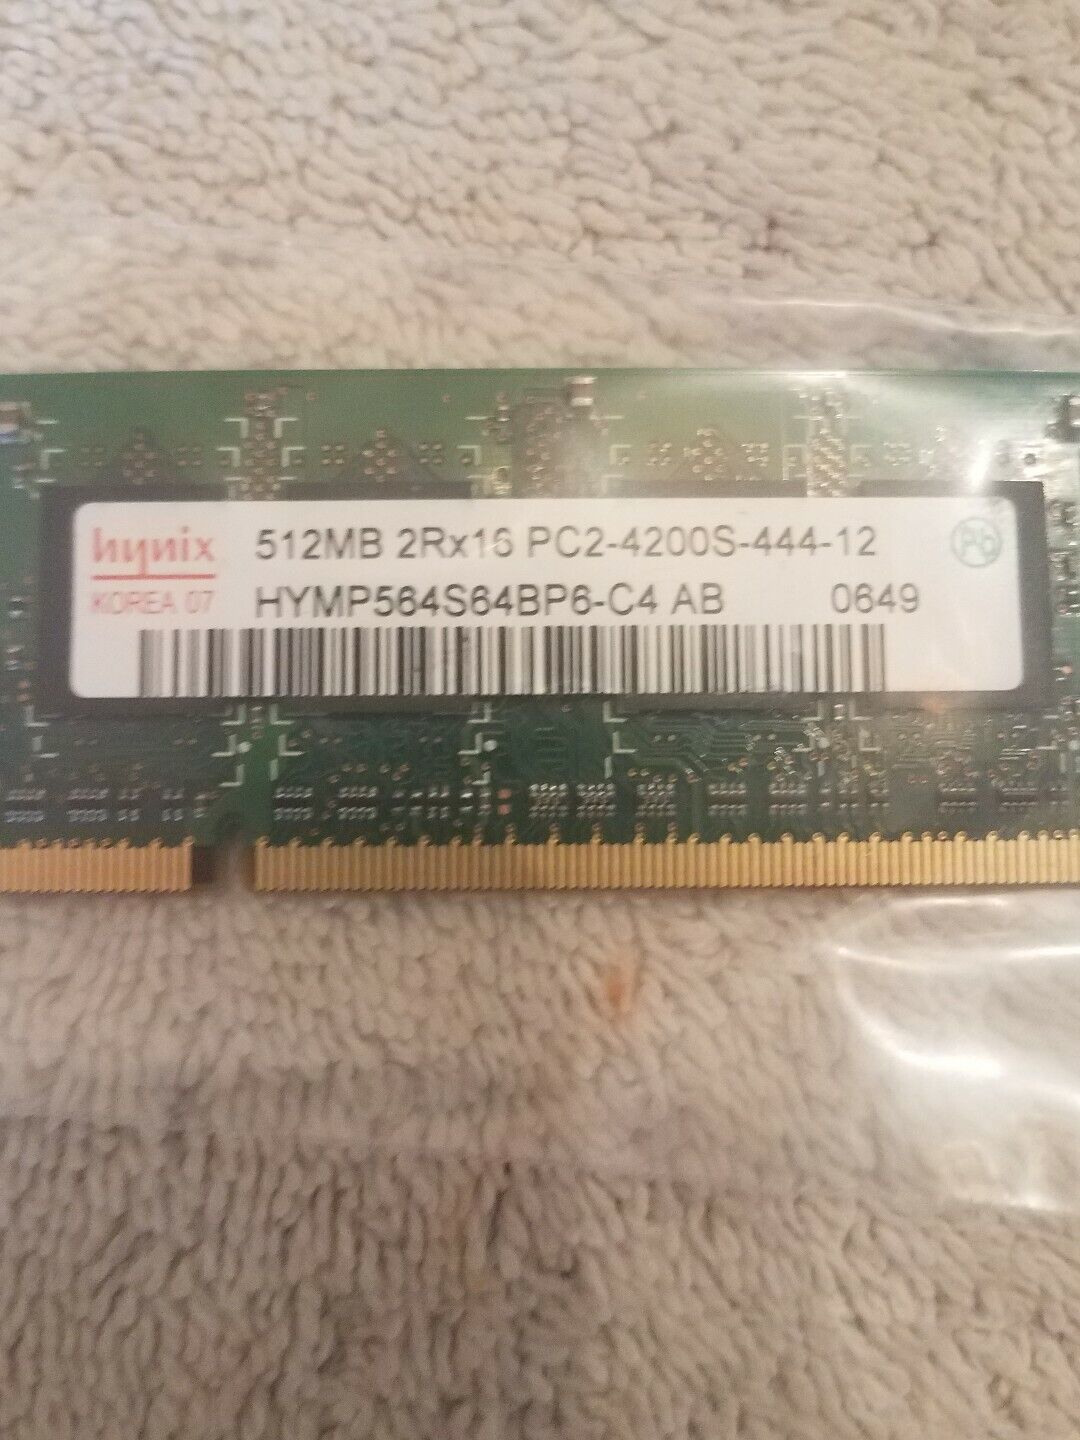 hynix 512MB 2Rx16 PC2-4200S-444-12 Pb
KOREA 07 HYMP564S64BP6-C4 AB 0649